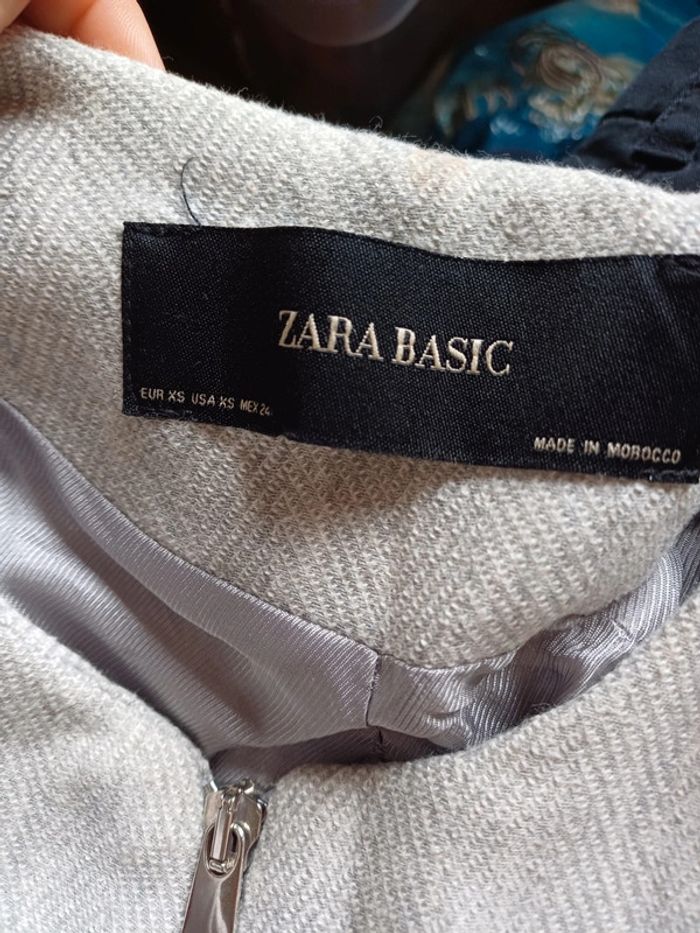 ZARA BASIC
EUR XS USA XS MEX 24
MADE IN MOROCCO